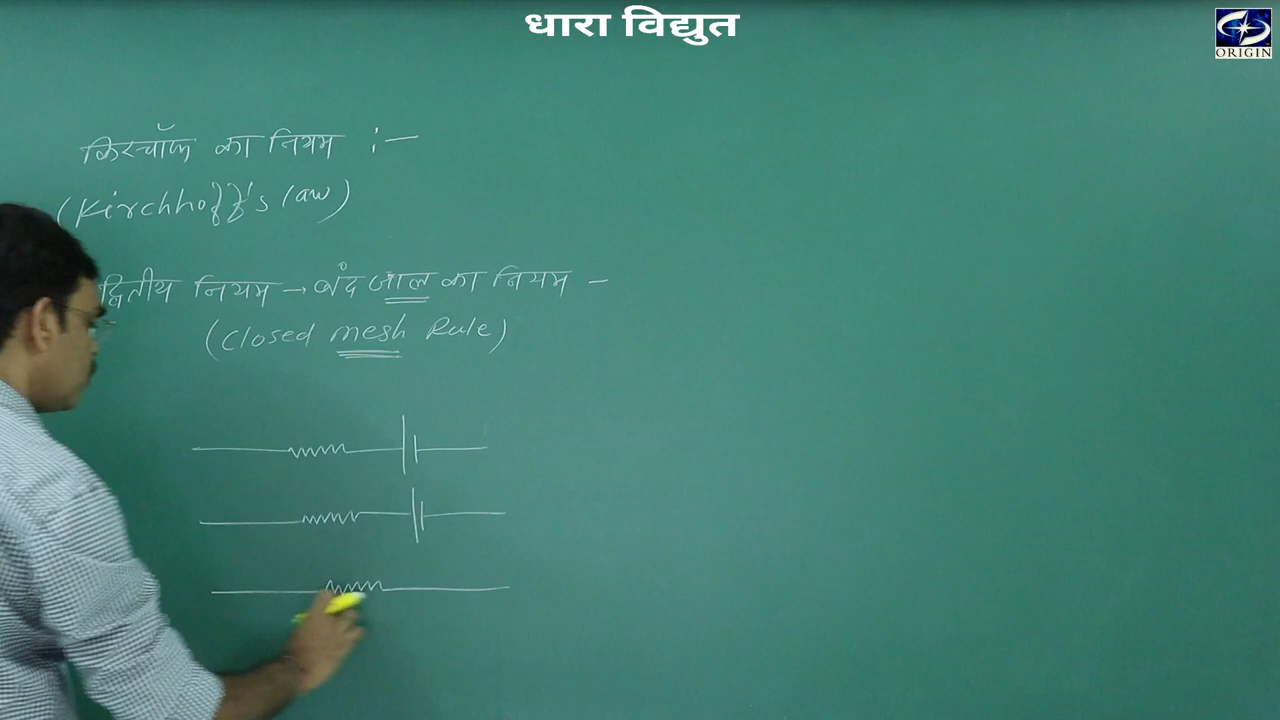 धारा विद्युत
ORIGIN
किरचॉफ का नियम :-
(Kirchhoff's law)
द्वितीय नियम → बंद जाल का नियम -
(Closed mesh Rule)